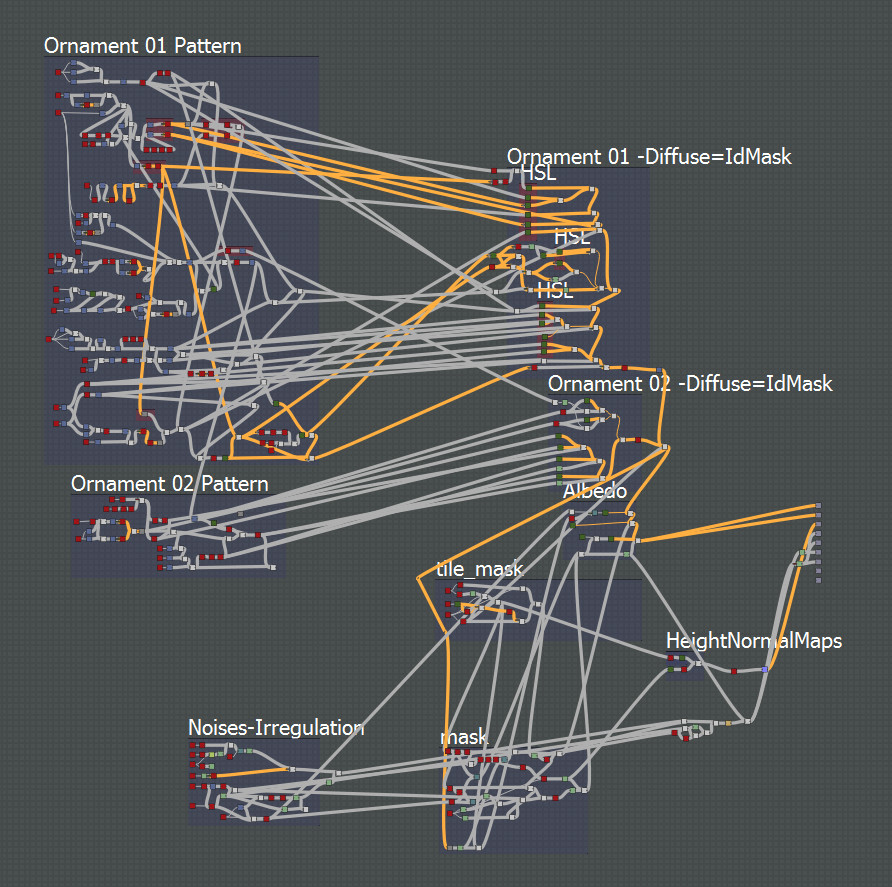 Ornament 01 Pattern
Ornament 01 -Diffuse=IdMask
HSL
HSL
HSL
Ornament 02 -Diffuse=IdMask
Ornament 02 Pattern
Albedo
tile_mask
HeightNormalMaps
Noises-Irregulation
mask